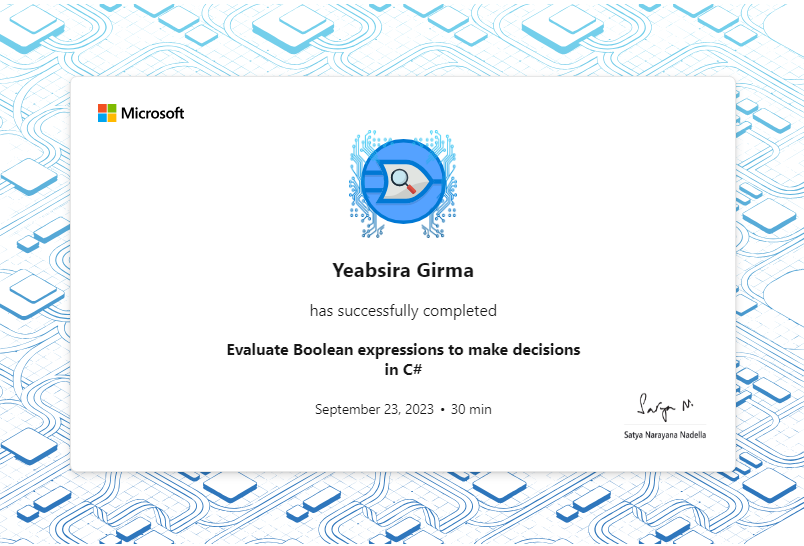 Microsoft
Yeabsira Girma
has successfully completed
Evaluate Boolean expressions to make decisions
in C#
September 23, 2023 • 30 min
Satya N.
Satya Narayana Nadella